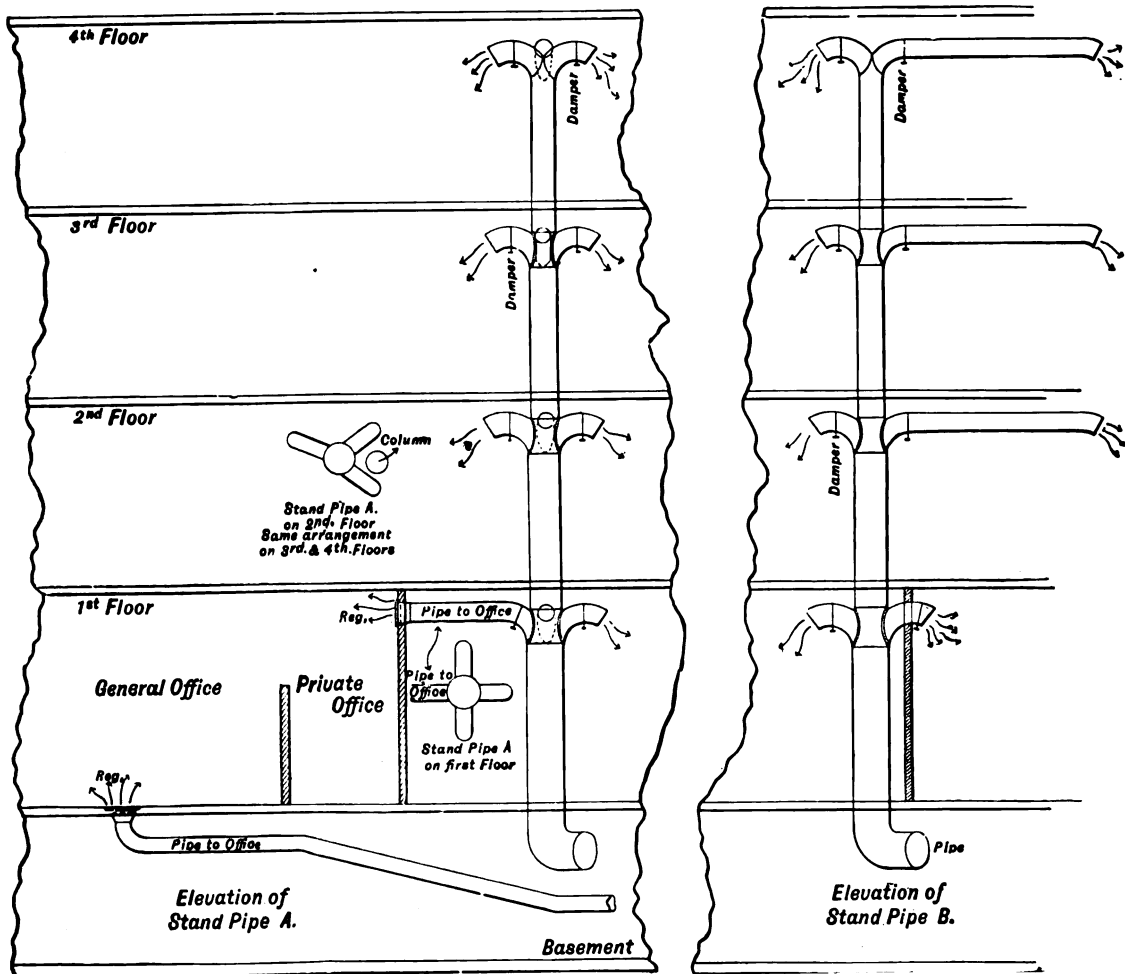 4th Floor
Damper
Damper
3rd Floor
Damper
2nd Floor
Column
Stand Pipe A.
on 2nd. Floor
Same arrangement
on 3rd. & 4th. Floors
Damper
1st Floor
Reg.
Pipe to Office
General Office
Private
Office
Pipe to
Office
Stand Pipe A
on first Floor
Reg.
Pipe to Office
Pipe
Elevation of
Stand Pipe A.
Elevation of
Stand Pipe B.
Basement